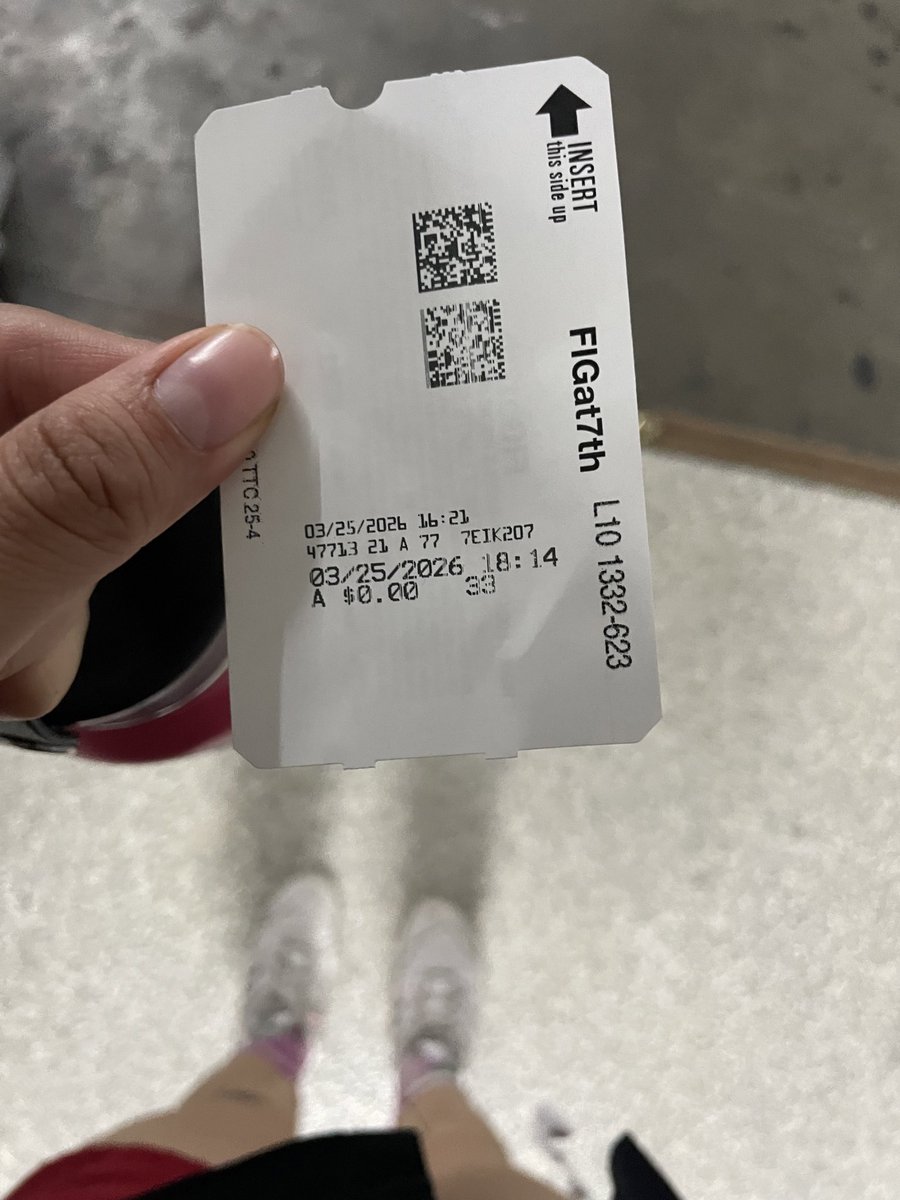 INSERT
this side up
FIGat7th L10 1332-623
TTC 25-4
03/25/2026 16:21
47713 21 A 77 7EIK207
03/25/2026 18:14
A $0.00 33